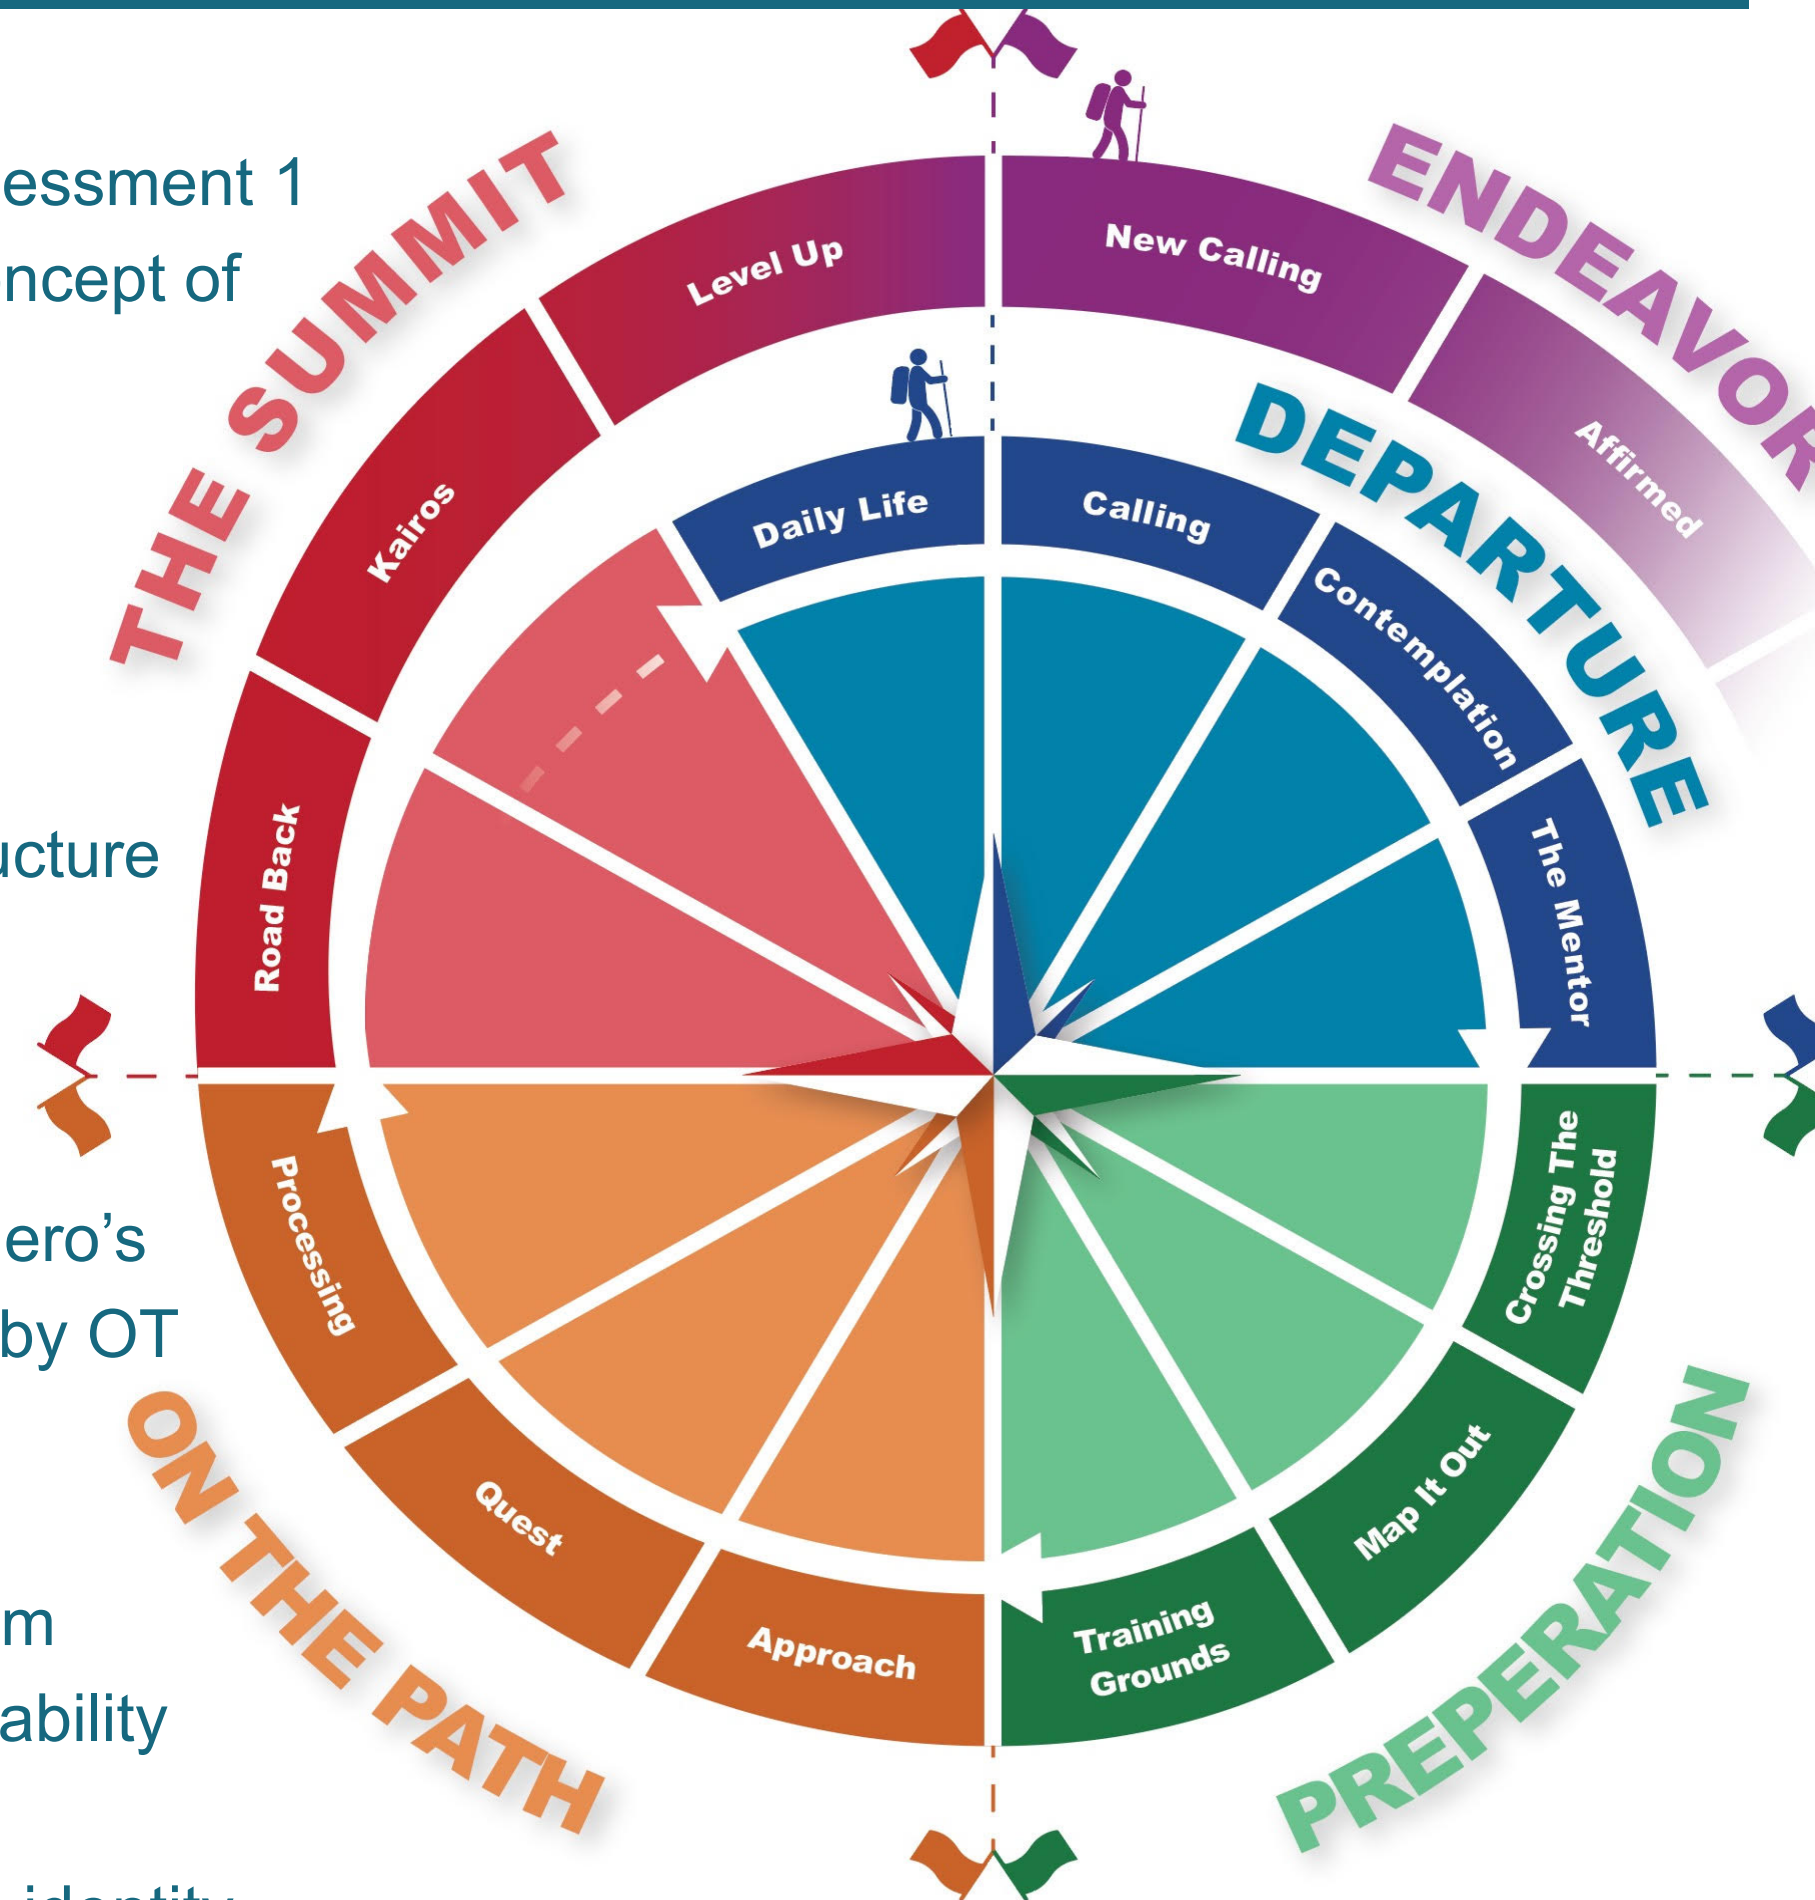 essment 1
ncept of
ucture
ero's
by OT
m
ability
identity
THE SUMMIT
ENDEAVOR
DEPARTURE
PREPERATION
ON THE PATH
Level Up
New Calling
Affirmed
Kairos
Road Back
Daily Life
Calling
Contemplation
The Mentor
Crossing The
Threshold
Map It Out
Training
Grounds
Approach
Quest
Processing